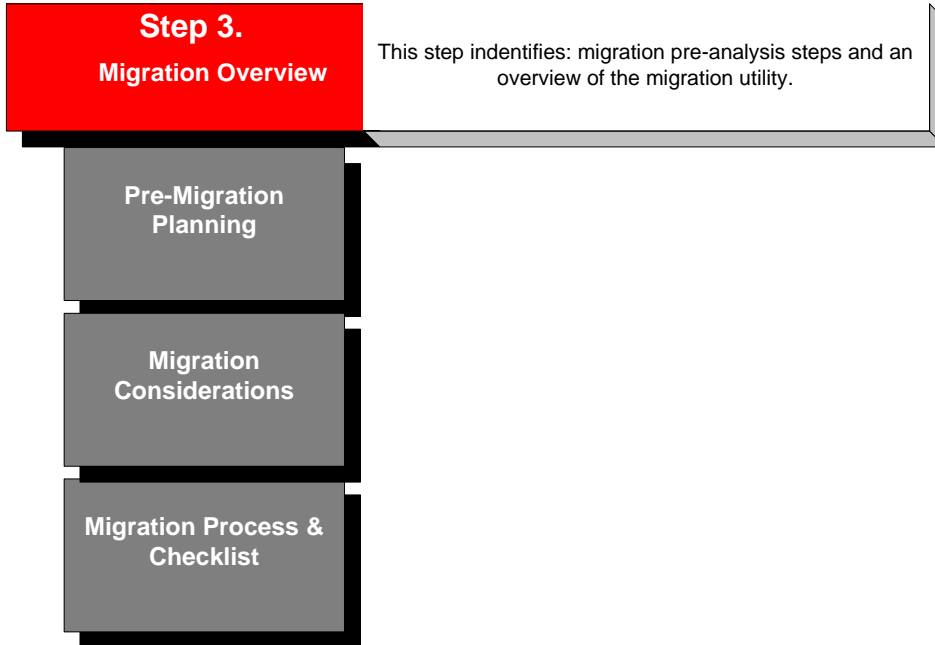 Step 3.
Migration Overview
This step indentifies: migration pre-analysis steps and an
overview of the migration utility.
Pre-Migration
Planning
Migration
Considerations
Migration Process &
Checklist